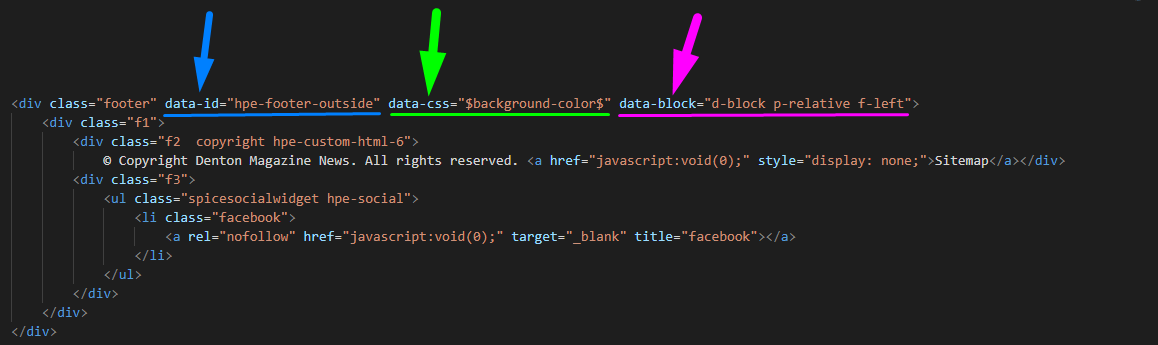 <div class="footer" data-id="hpe-footer-outside" data-css="$background-color$" data-block="d-block p-relative f-left">
<div class="f1">
<div class="f2  copyright hpe-custom-html-6">
© Copyright Denton Magazine News. All rights reserved. <a href="javascript:void(0);" style="display: none;">Sitemap</a></div>
<div class="f3">
<ul class="spicesocialwidget hpe-social">
<li class="facebook">
<a rel="nofollow" href="javascript:void(0);" target="_blank" title="facebook"></a>
</li>
</ul>
</div>
</div>
</div>